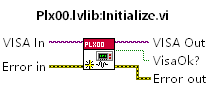 Plx00.lvlib:Initialize.vi
VISA In
PLX00
VISA Out
VisaOk?
Error in
Error out